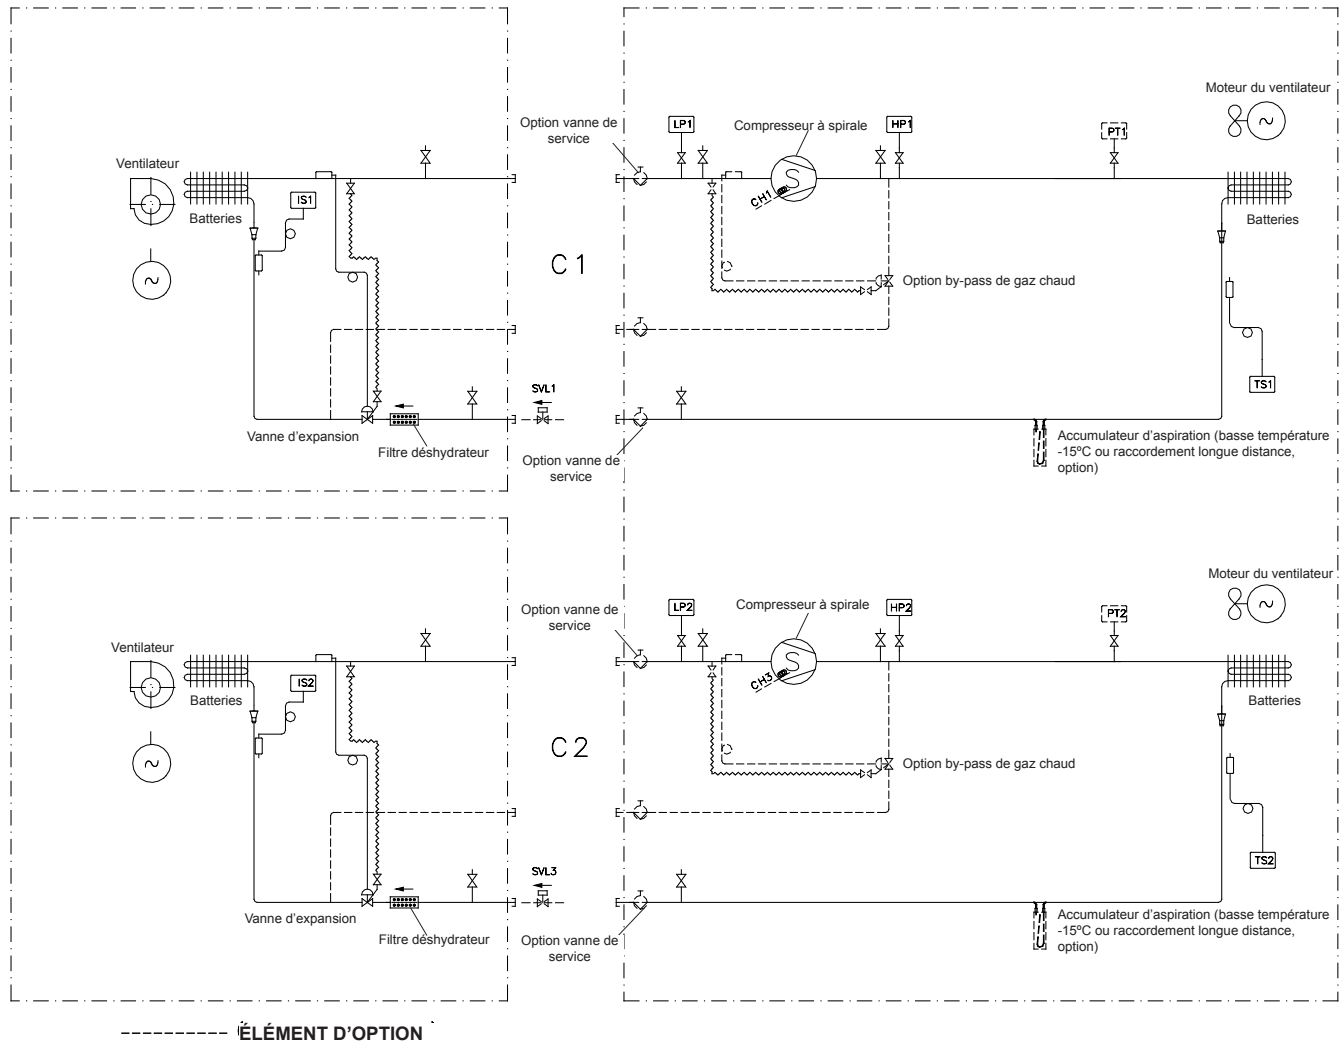 Moteur du ventilateur
Option vanne de
service
LP1
Compresseur à spirale
HP1
PT1
Ventilateur
IS1
Batteries
CH1
S
Batteries
C1
Option by-pass de gaz chaud
SVL1
TS1
Vanne d'expansion
Filtre déshydrateur
Option vanne de
service
Accumulateur d'aspiration (basse température
-15ºC ou raccordement longue distance,
option)
Moteur du ventilateur
Option vanne de
service
LP2
Compresseur à spirale
HP2
PT2
Ventilateur
IS2
Batteries
CH3
S
Batteries
C2
Option by-pass de gaz chaud
SVL3
TS2
Vanne d'expansion
Filtre déshydrateur
Option vanne de
service
Accumulateur d'aspiration (basse température
-15ºC ou raccordement longue distance,
option)
ÉLÉMENT D'OPTION